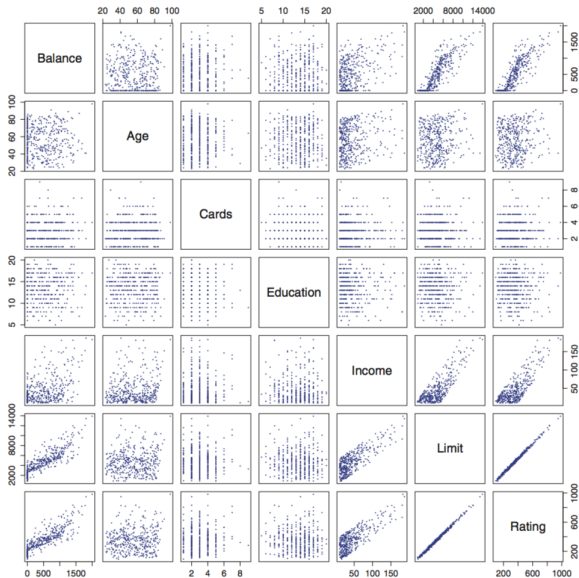 20 40 60 80 100
5 10 15 20
2000 8000 14000
Balance
0 500 1500
20 40 60 80 100
Age
Cards
2 4 6 8
5 10 15 20
Education
Income
50 100 150
2000 8000 14000
Limit
Rating
200 600 1000
0 500 1500
2 4 6 8
50 100 150
200 600 1000